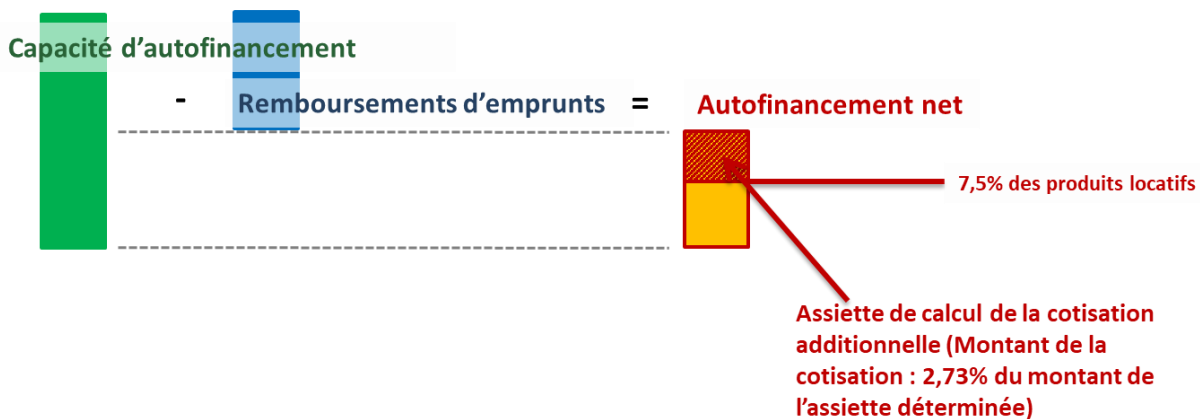 Capacité d'autofinancement
- Remboursements d'emprunts = Autofinancement net
7,5% des produits locatifs
Assiette de calcul de la cotisation
additionnelle (Montant de la
cotisation : 2,73% du montant de
l'assiette déterminée)